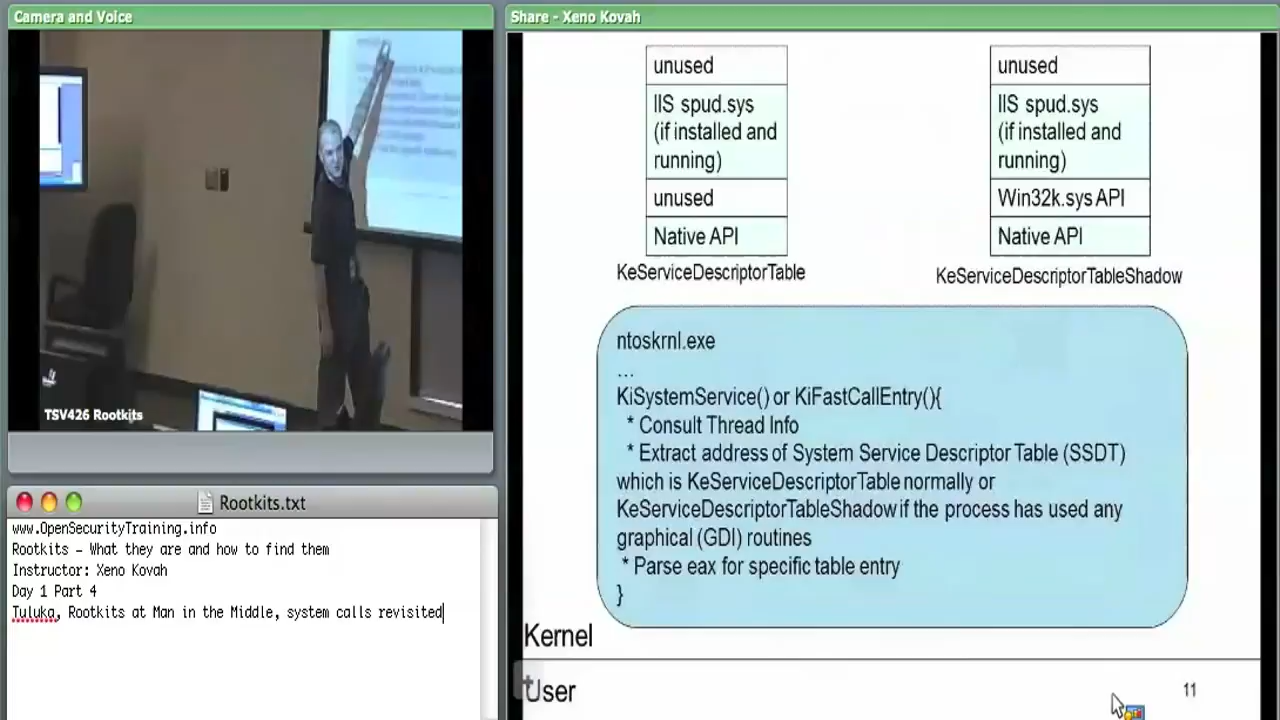 Camera and Voice
TSV426 Rootkits
Rootkits.txt
www.OpenSecurityTraining.info
Rootkits – What they are and how to find them
Instructor: Xeno Kovah
Day 1 Part 4
Tuluka, Rootkits at Man in the Middle, system calls revisited
Share - Xeno Kovah
unused
IIS spud.sys
(if installed and
running)
unused
Native API
KeServiceDescriptorTable
unused
IIS spud.sys
(if installed and
running)
Win32k.sys API
Native API
KeServiceDescriptorTableShadow
ntoskrnl.exe
…
KiSystemService() or KiFastCallEntry(){
* Consult Thread Info
* Extract address of System Service Descriptor Table (SSDT)
which is KeServiceDescriptorTable normally or
KeServiceDescriptorTableShadow if the process has used any
graphical (GDI) routines
* Parse eax for specific table entry
}
Kernel
User
11